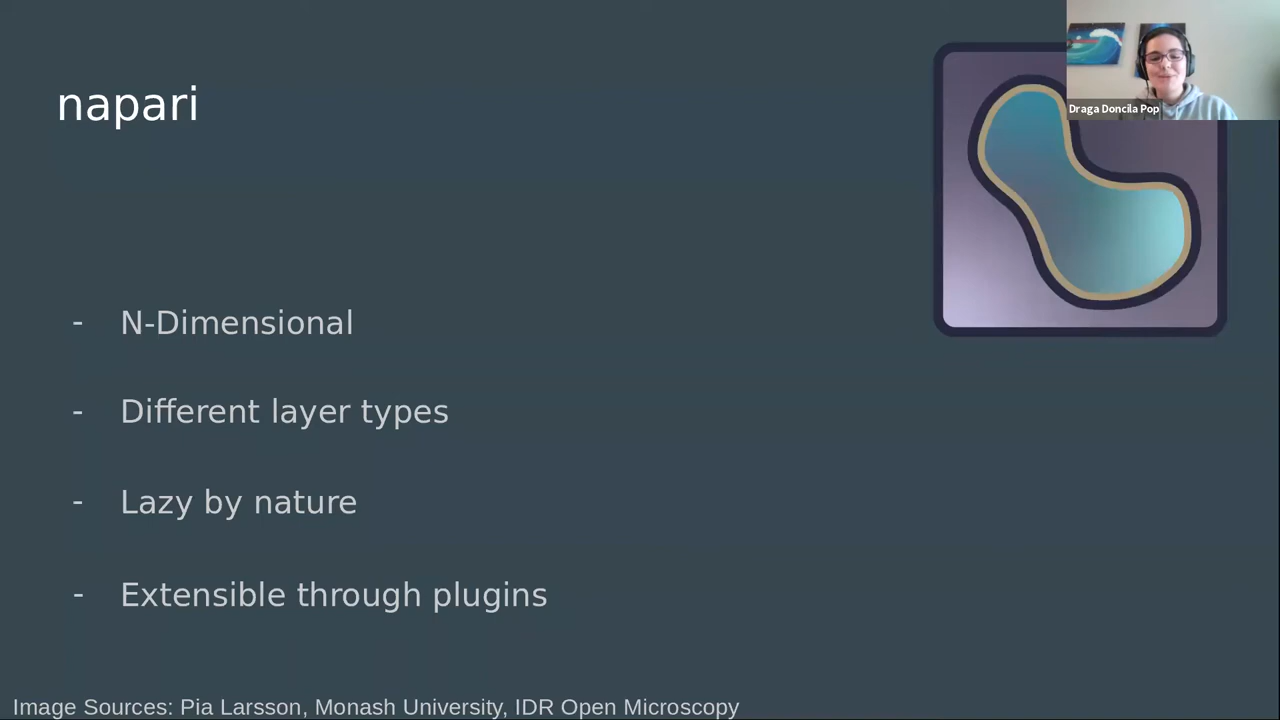 napari
Draga Doncila Pop
- N-Dimensional
- Different layer types
- Lazy by nature
- Extensible through plugins
Image Sources: Pia Larsson, Monash University, IDR Open Microscopy